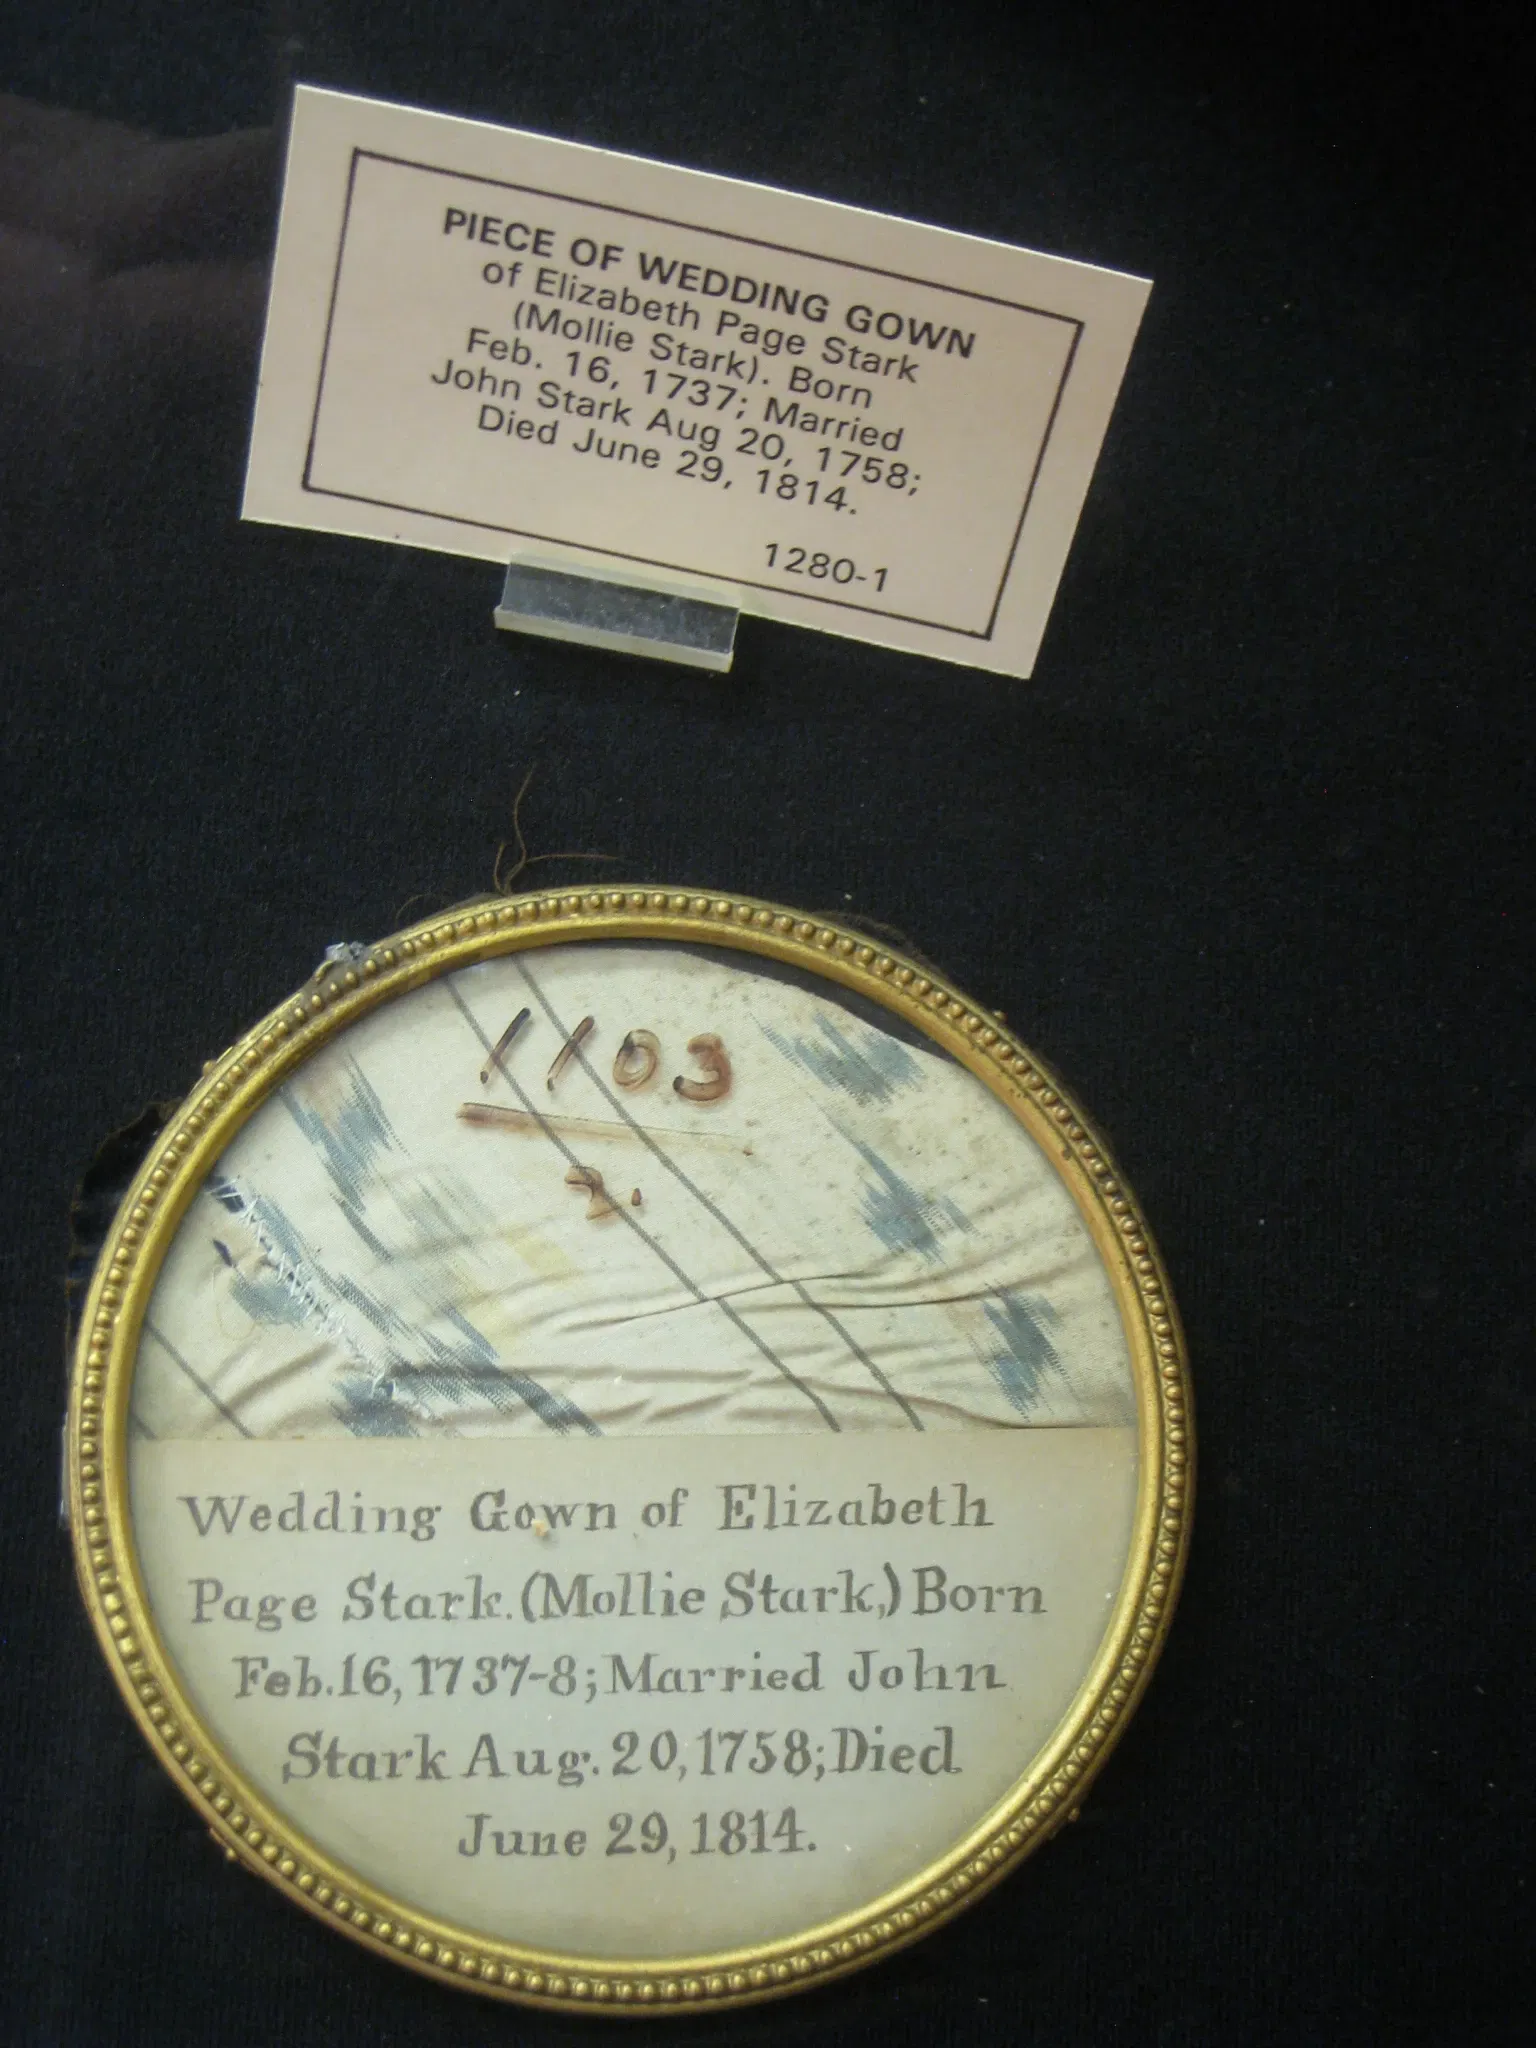 PIECE OF WEDDING GOWN
of Elizabeth Page Stark
(Mollie Stark). Born
Feb. 16, 1737; Married
John Stark Aug 20, 1758;
Died June 29, 1814.
1280-1
1103
2.
Wedding Gown of Elizabeth
Page Stark. (Mollie Stark,) Born
Feb. 16, 1737-8; Married John
Stark Aug. 20, 1758; Died
June 29, 1814.